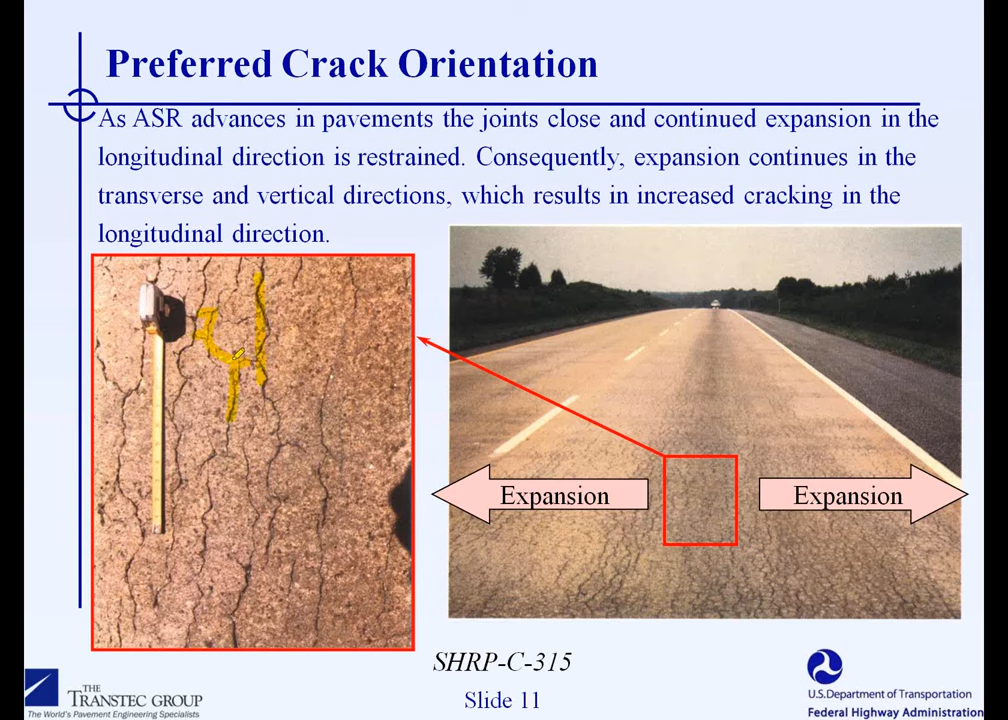 Preferred Crack Orientation
As ASR advances in pavements the joints close and continued expansion in the
longitudinal direction is restrained. Consequently, expansion continues in the
transverse and vertical directions, which results in increased cracking in the
longitudinal direction.
Expansion
Expansion
SHRP-C-315
Slide 11
THE
TRANSTEC GROUP
The World's Pavement Engineering Specialists
U.S.Department of Transportation
Federal Highway Administration